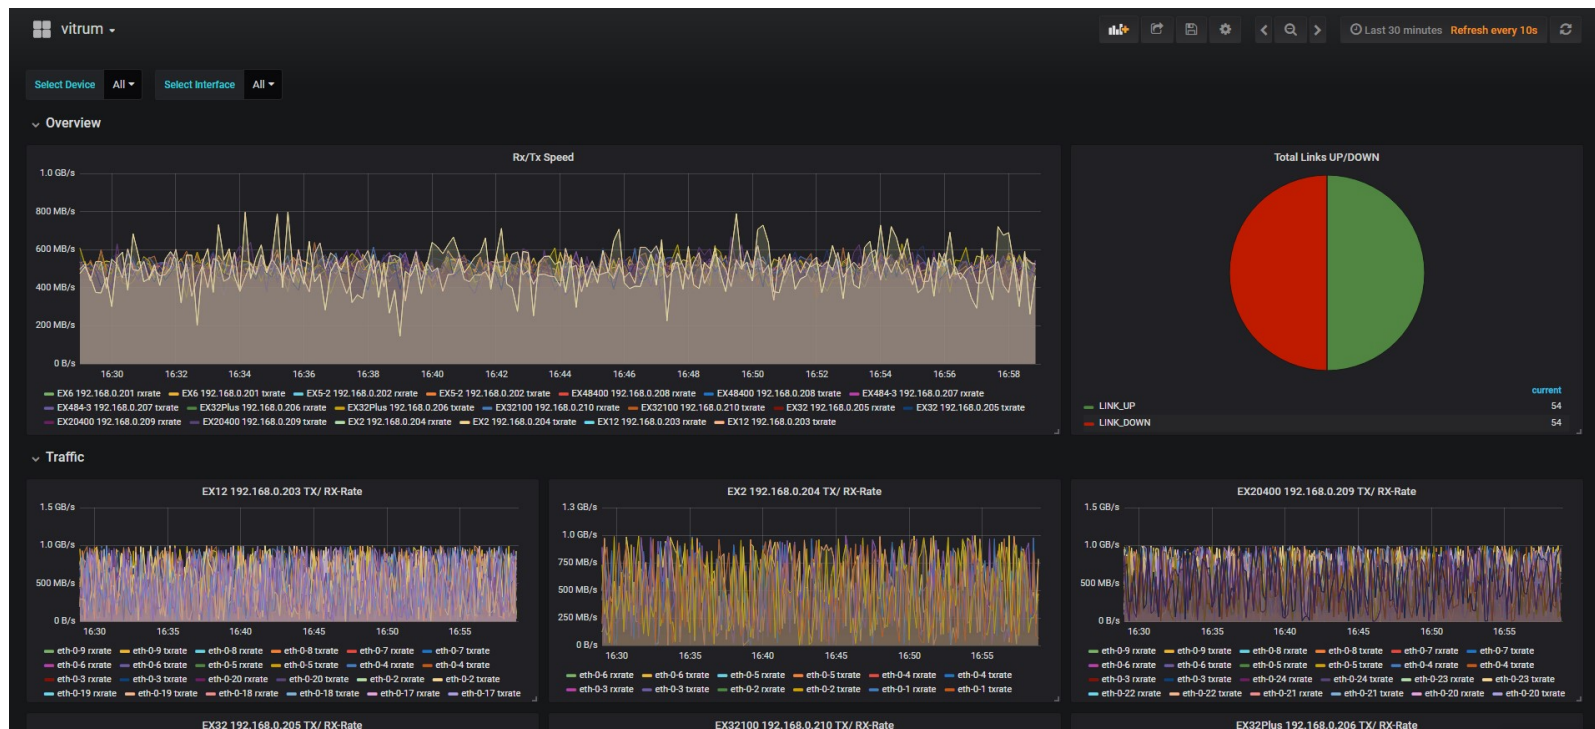 vitrum
Last 30 minutes Refresh every 10s
Select Device All Select Interface All
Overview
Rx/Tx Speed
1.0 GB/s
800 MB/s
600 MB/s
400 MB/s
200 MB/s
0 B/s
16:30 16:32 16:34 16:36 16:38 16:40 16:42 16:44 16:46 16:48 16:50 16:52 16:54 16:56 16:58
EX6 192.168.0.201 rxrate EX6 192.168.0.201 txrate EX5-2 192.168.0.202 rxrate EX5-2 192.168.0.202 txrate EX48400 192.168.0.208 rxrate EX48400 192.168.0.208 txrate EX484-3 192.168.0.207 rxrate
EX484-3 192.168.0.207 txrate EX32Plus 192.168.0.206 rxrate EX32Plus 192.168.0.206 txrate EX32100 192.168.0.210 rxrate EX32100 192.168.0.210 txrate EX32 192.168.0.205 rxrate EX32 192.168.0.205 txrate
EX20400 192.168.0.209 rxrate EX20400 192.168.0.209 txrate EX2 192.168.0.204 rxrate EX2 192.168.0.204 txrate EX12 192.168.0.203 rxrate EX12 192.168.0.203 txrate
Total Links UP/DOWN
current
LINK_UP 54
LINK_DOWN 54
Traffic
EX12 192.168.0.203 TX/ RX-Rate
1.5 GB/s
1.0 GB/s
500 MB/s
0 B/s
16:30 16:35 16:40 16:45 16:50 16:55
eth-0-9 rxrate eth-0-9 txrate eth-0-8 rxrate eth-0-8 txrate eth-0-7 rxrate eth-0-7 txrate
eth-0-6 rxrate eth-0-6 txrate eth-0-5 rxrate eth-0-5 txrate eth-0-4 rxrate eth-0-4 txrate
eth-0-3 rxrate eth-0-3 txrate eth-0-20 rxrate eth-0-20 txrate eth-0-2 rxrate eth-0-2 txrate
eth-0-19 rxrate eth-0-19 txrate eth-0-18 rxrate eth-0-18 txrate eth-0-17 rxrate eth-0-17 txrate
EX2 192.168.0.204 TX/ RX-Rate
1.3 GB/s
1.0 GB/s
750 MB/s
500 MB/s
250 MB/s
0 B/s
16:30 16:35 16:40 16:45 16:50 16:55
eth-0-6 rxrate eth-0-6 txrate eth-0-5 rxrate eth-0-5 txrate eth-0-4 rxrate eth-0-4 txrate
eth-0-3 rxrate eth-0-3 txrate eth-0-2 rxrate eth-0-2 txrate eth-0-1 rxrate eth-0-1 txrate
EX20400 192.168.0.209 TX/ RX-Rate
1.5 GB/s
1.0 GB/s
500 MB/s
0 B/s
16:30 16:35 16:40 16:45 16:50 16:55
eth-0-9 rxrate eth-0-9 txrate eth-0-8 rxrate eth-0-8 txrate eth-0-7 rxrate eth-0-7 txrate
eth-0-6 rxrate eth-0-6 txrate eth-0-5 rxrate eth-0-5 txrate eth-0-4 rxrate eth-0-4 txrate
eth-0-3 rxrate eth-0-3 txrate eth-0-24 rxrate eth-0-24 txrate eth-0-23 rxrate eth-0-23 txrate
eth-0-22 rxrate eth-0-22 txrate eth-0-21 rxrate eth-0-21 txrate eth-0-20 rxrate eth-0-20 txrate
EX32 192.168.0.205 TX/ RX-Rate
EX32100 192.168.0.210 TX/ RX-Rate
EX32Plus 192.168.0.206 TX/ RX-Rate